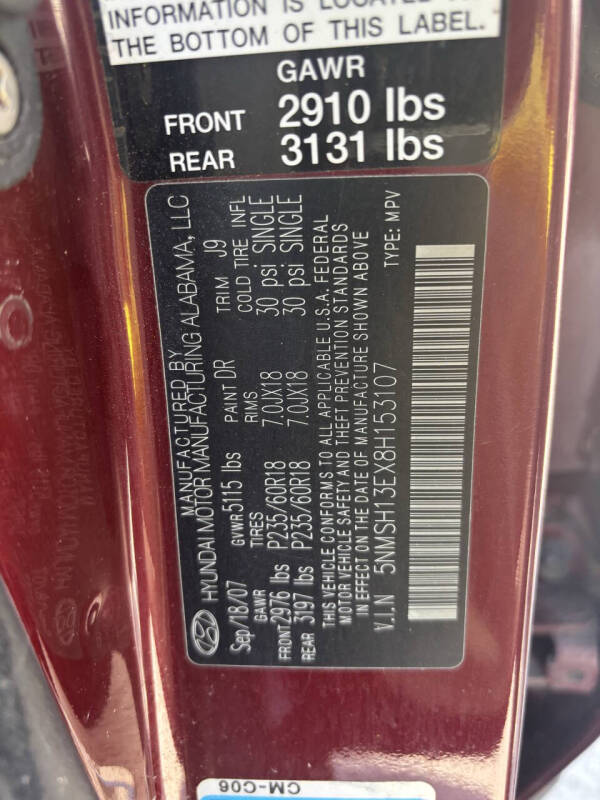 INFORMATION IS LOCATED
THE BOTTOM OF THIS LABEL.
GAWR
FRONT 2910 lbs
REAR 3131 lbs
MANUFACTURED BY
HYUNDAI MOTOR MANUFACTURING ALABAMA, LLC
Sep/18/07 GVWR 5115 lbs PAINT DR TRIM J9
GAWR TIRES RIMS COLD TIRE INFL
FRONT 2976 lbs P235/60R18 7.0JX18 30 psi: SINGLE
REAR 3197 lbs P235/60R18 7.0JX18 30 psi: SINGLE
THIS VEHICLE CONFORMS TO ALL APPLICABLE U.S.A. FEDERAL
MOTOR VEHICLE SAFETY AND THEFT PREVENTION STANDARDS
IN EFFECT ON THE DATE OF MANUFACTURE SHOWN ABOVE
V.I.N 5NMSH13EX8H153107 TYPE: MPV
CM-C06